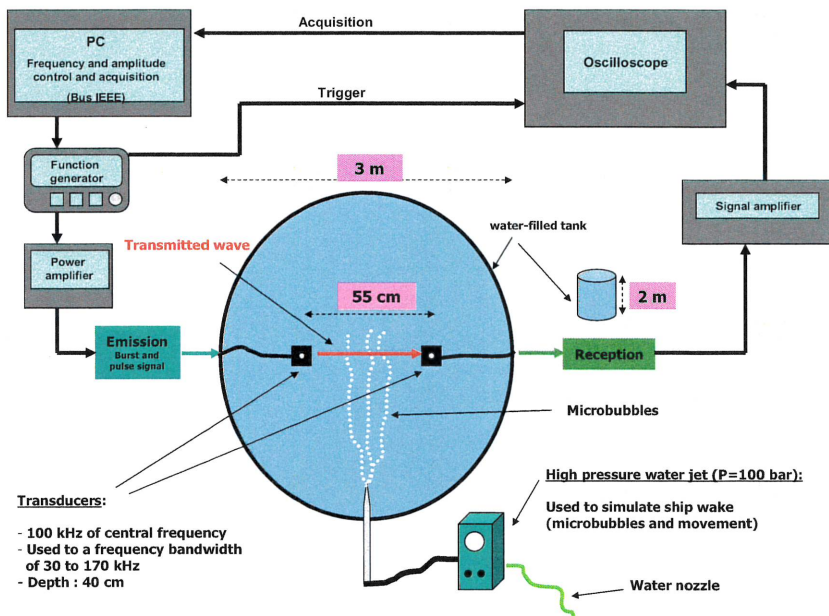 Acquisition
PC
Frequency and amplitude
control and acquisition
(Bus IEEE)
Oscilloscope
Trigger
Function
generator
3 m
Signal amplifier
water-filled tank
Transmitted wave
Power
amplifier
55 cm
2 m
Emission
Burst and
pulse signal
Reception
Microbubbles
High pressure water jet (P=100 bar):
Used to simulate ship wake
(microbubbles and movement)
Transducers:
- 100 kHz of central frequency
- Used to a frequency bandwidth
of 30 to 170 kHz
- Depth : 40 cm
Water nozzle